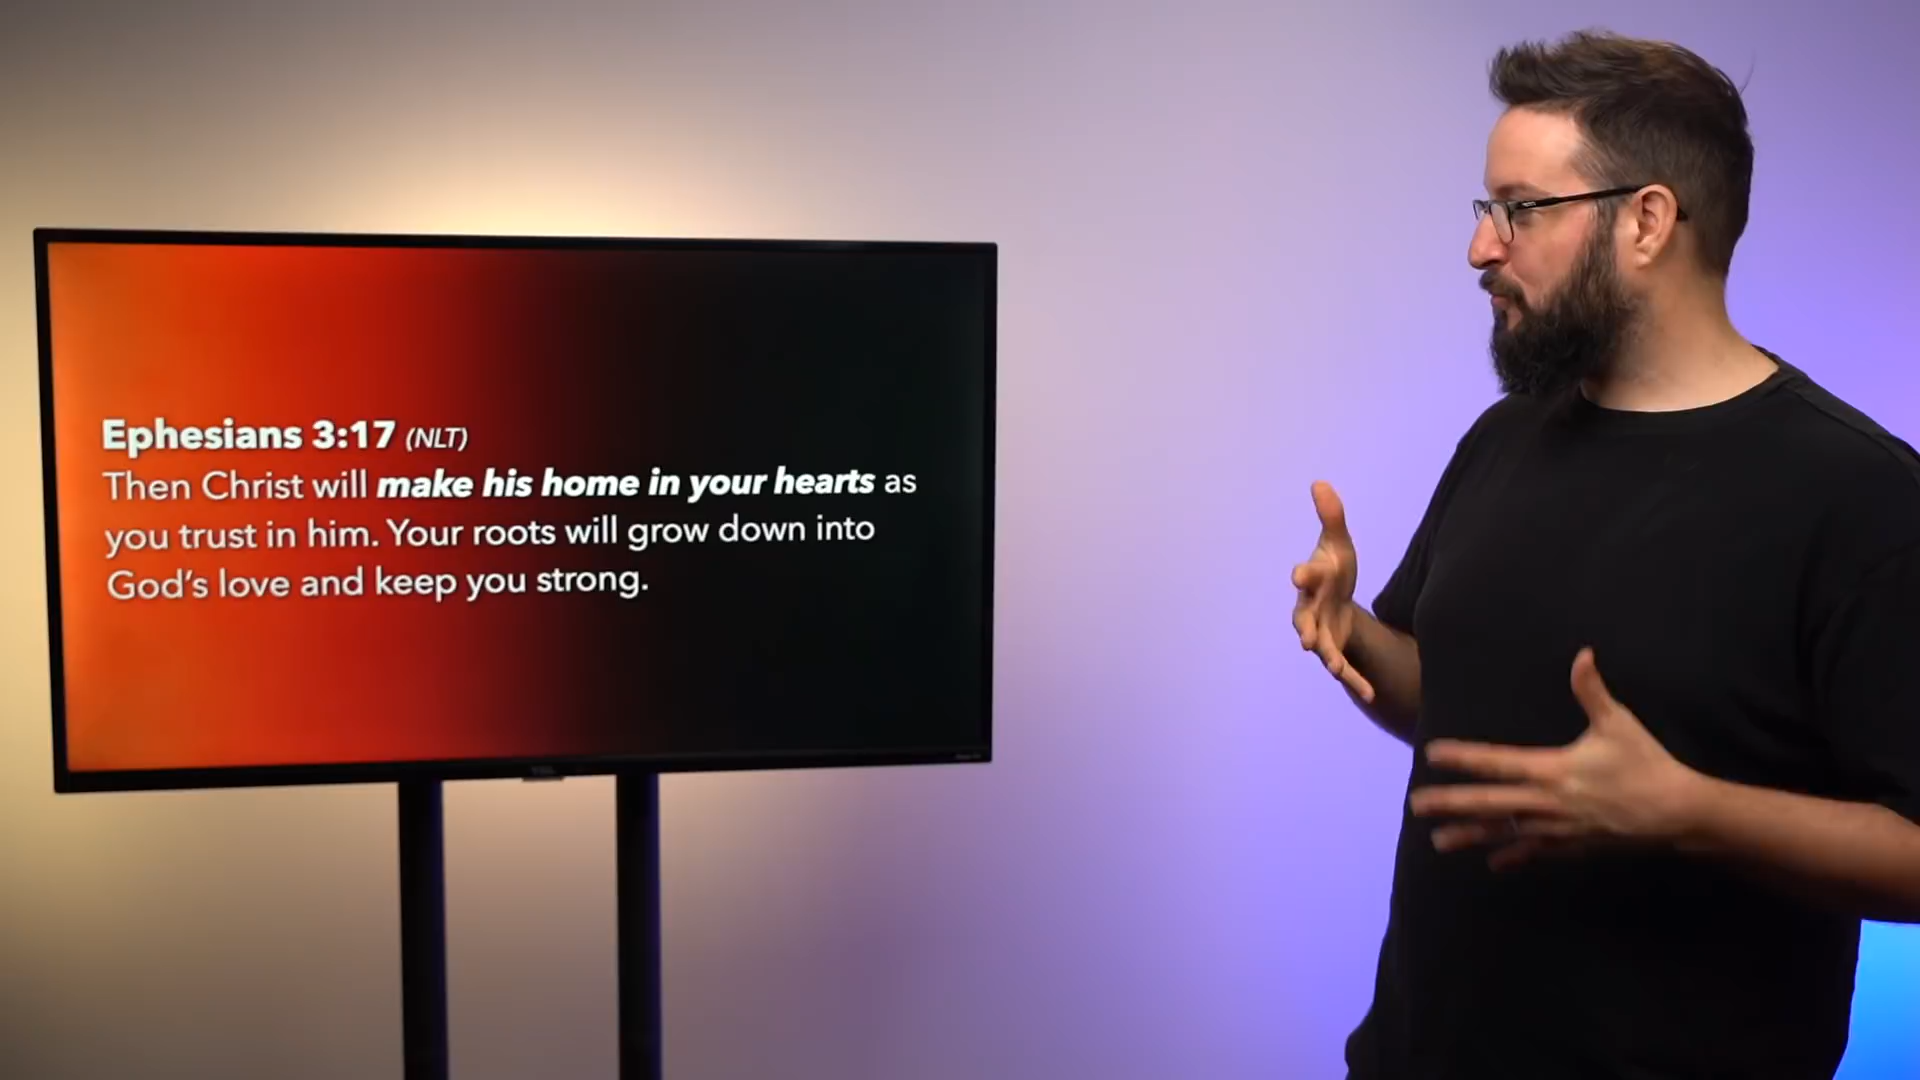 Ephesians 3:17 (NLT)
Then Christ will make his home in your hearts as
you trust in him. Your roots will grow down into
God's love and keep you strong.